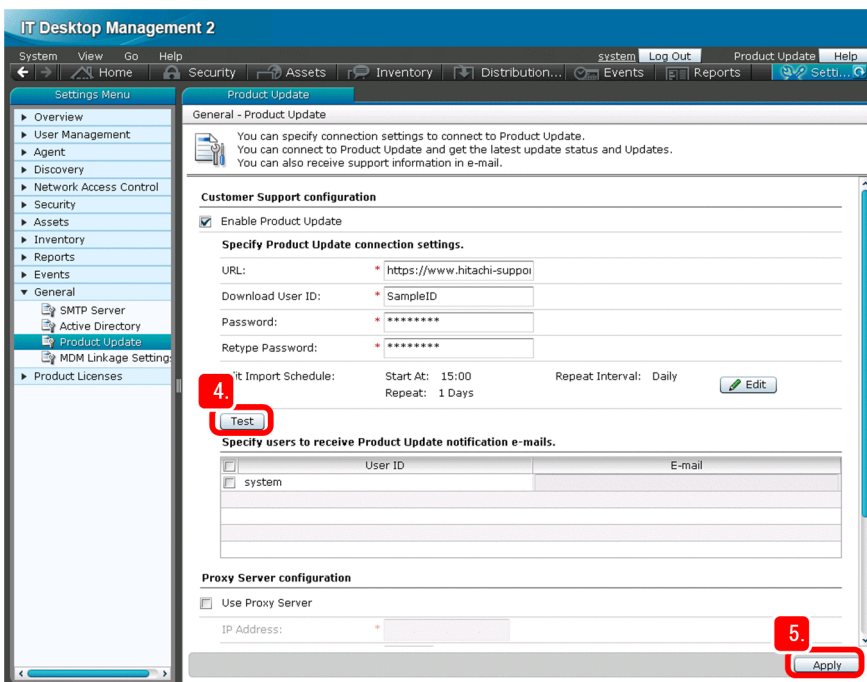 IT Desktop Management 2
System View Go Help system Log Out Product Update Help
Home Security Assets Inventory Distribution... Events Reports Setti...
Settings Menu Product Update
Overview
User Management
Agent
Discovery
Network Access Control
Security
Assets
Inventory
Reports
Events
General
SMTP Server
Active Directory
Product Update
MDM Linkage Setting
Product Licenses
General - Product Update
You can specify connection settings to connect to Product Update.
You can connect to Product Update and get the latest update status and Updates.
You can also receive support information in e-mail.
Customer Support configuration
Enable Product Update
Specify Product Update connection settings.
URL: * https://www.hitachi-suppo
Download User ID: * SampleID
Password: * ********
Retype Password: * ********
Import Schedule: Start At: 15:00 Repeat Interval: Daily Edit
Repeat: 1 Days
4.
Test
Specify users to receive Product Update notification e-mails.
User ID E-mail
system
Proxy Server configuration
Use Proxy Server
IP Address: *
5.
Apply